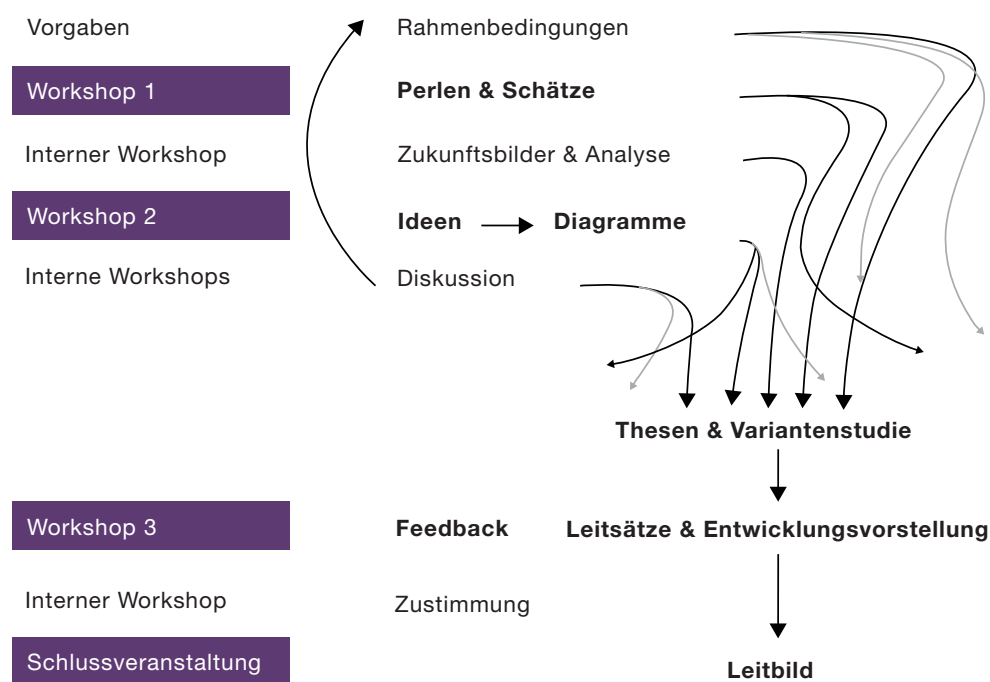 Vorgaben
Rahmenbedingungen
Workshop 1
Perlen & Schätze
Interner Workshop
Zukunftsbilder & Analyse
Workshop 2
Ideen
Diagramme
Interne Workshops
Diskussion
Thesen & Variantenstudie
Workshop 3
Feedback
Leitsätze & Entwicklungsvorstellung
Interner Workshop
Zustimmung
Schlussveranstaltung
Leitbild